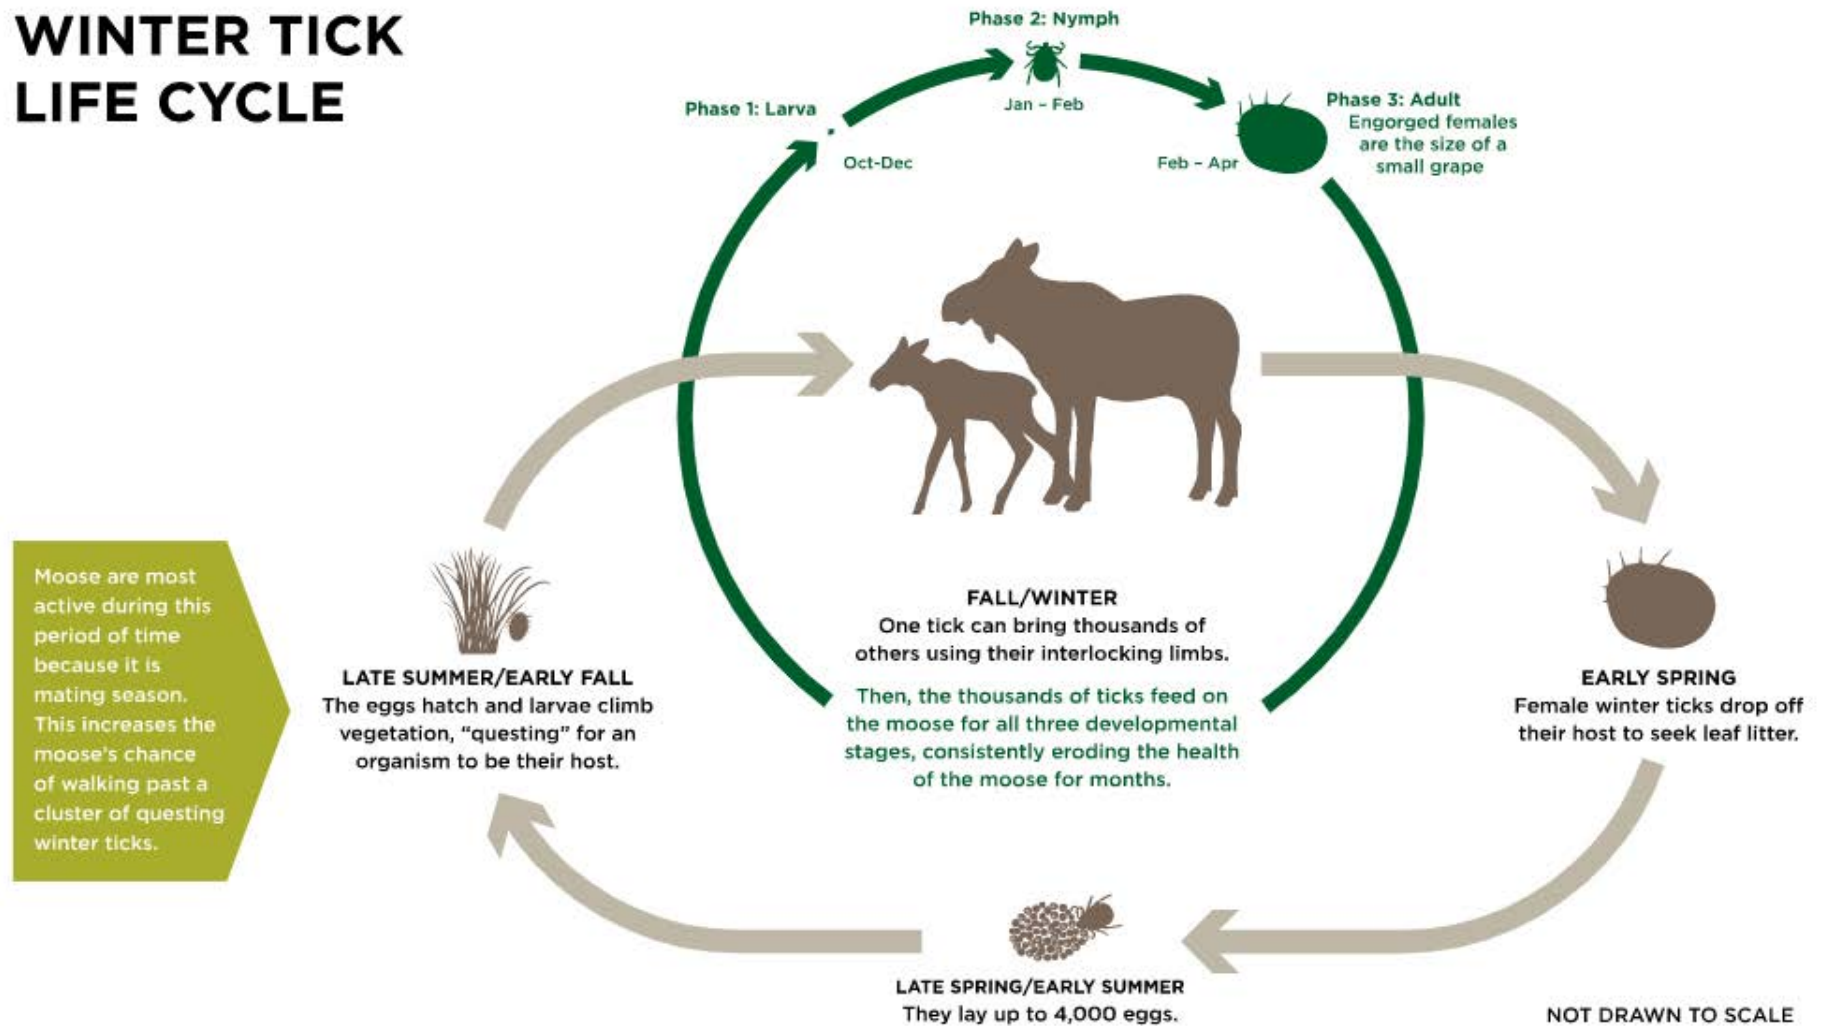 WINTER TICK
LIFE CYCLE
Phase 2: Nymph
Jan – Feb
Phase 1: Larva
Oct-Dec
Phase 3: Adult
Engorged females
are the size of a
small grape
Feb – Apr
Moose are most
active during this
period of time
because it is
mating season.
This increases the
moose's chance
of walking past a
cluster of questing
winter ticks.
LATE SUMMER/EARLY FALL
The eggs hatch and larvae climb
vegetation, “questing” for an
organism to be their host.
FALL/WINTER
One tick can bring thousands of
others using their interlocking limbs.
Then, the thousands of ticks feed on
the moose for all three developmental
stages, consistently eroding the health
of the moose for months.
EARLY SPRING
Female winter ticks drop off
their host to seek leaf litter.
LATE SPRING/EARLY SUMMER
They lay up to 4,000 eggs.
NOT DRAWN TO SCALE